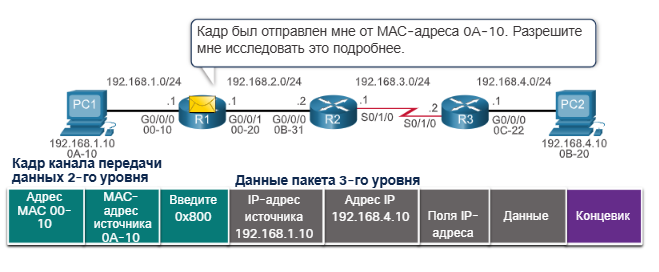 Кадр был отправлен мне от MAC-адреса 0A-10. Разрешите
мне исследовать это подробнее.
192.168.1.0/24
192.168.2.0/24
192.168.3.0/24
192.168.4.0/24
PC1
.1
R1
.1
.2
R2
.1
.2
R3
.1
PC2
G0/0/0
00-10
G0/0/1
00-20
G0/0/0
0B-31
S0/1/0
S0/1/0
G0/0/0
0C-22
192.168.1.10
0A-10
192.168.4.10
0B-20
Кадр канала передачи
данных 2-го уровня
Данные пакета 3-го уровня
Адрес
MAC 00-
10
MAC-
адрес
источника
0A-10
Введите
0x800
IP-адрес
источника
192.168.1.10
Адрес IP
192.168.4.10
Поля IP-
адреса
Данные
Концевик